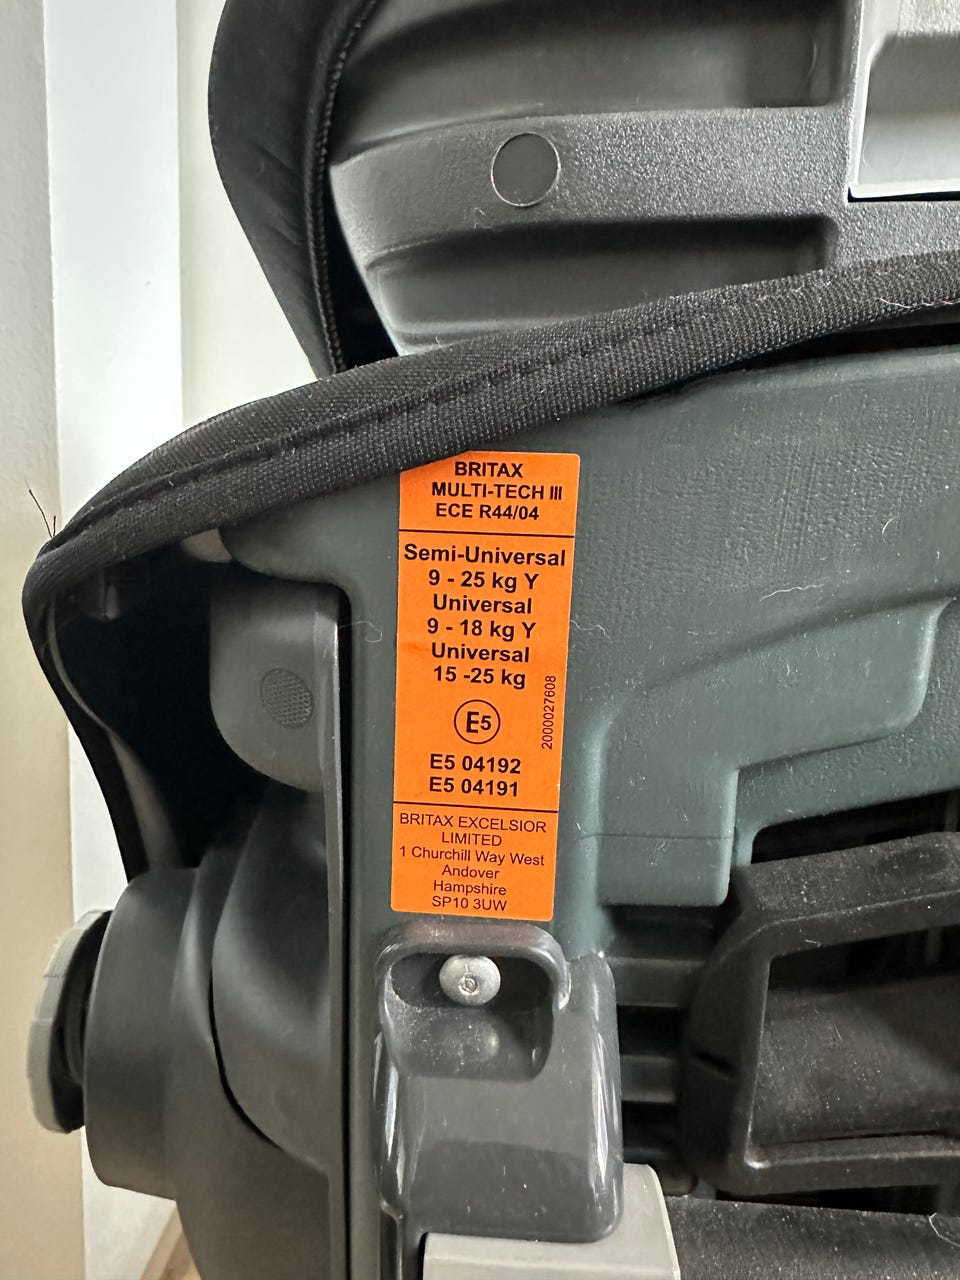 BRITAX
MULTI-TECH III
ECE R44/04
Semi-Universal
9 - 25 kg Y
Universal
9 - 18 kg Y
Universal
15 -25 kg
E5
2000027608
E5 04192
E5 04191
BRITAX EXCELSIOR
LIMITED
1 Churchill Way West
Andover
Hampshire
SP10 3UW